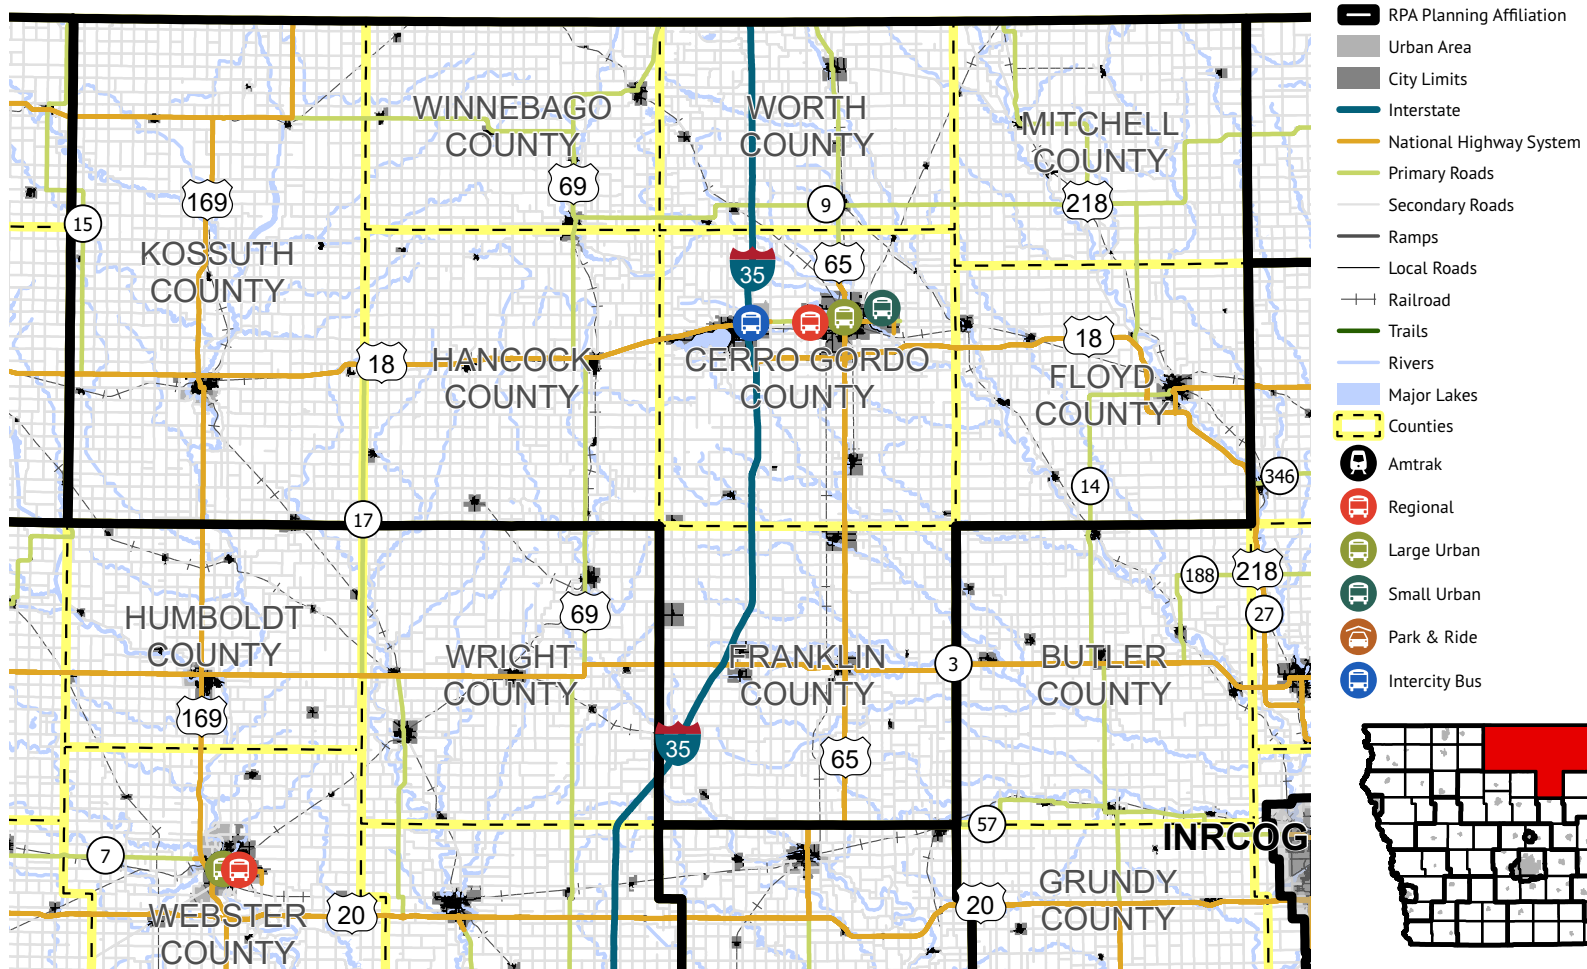 WINNEBAGO
COUNTY
WORTH
COUNTY
MITCHELL
COUNTY
169
69
9
218
15
KOSSUTH
COUNTY
35
65
18
HANCOCK
COUNTY
CERRO GORDO
COUNTY
18
FLOYD
COUNTY
14
346
17
188
218
27
HUMBOLDT
COUNTY
69
WRIGHT
COUNTY
FRANKLIN
COUNTY
3
BUTLER
COUNTY
169
35
65
57
INRCOG
7
WEBSTER
COUNTY
20
GRUNDY
COUNTY
20
RPA Planning Affiliation
Urban Area
City Limits
Interstate
National Highway System
Primary Roads
Secondary Roads
Ramps
Local Roads
Railroad
Trails
Rivers
Major Lakes
Counties
Amtrak
Regional
Large Urban
Small Urban
Park & Ride
Intercity Bus